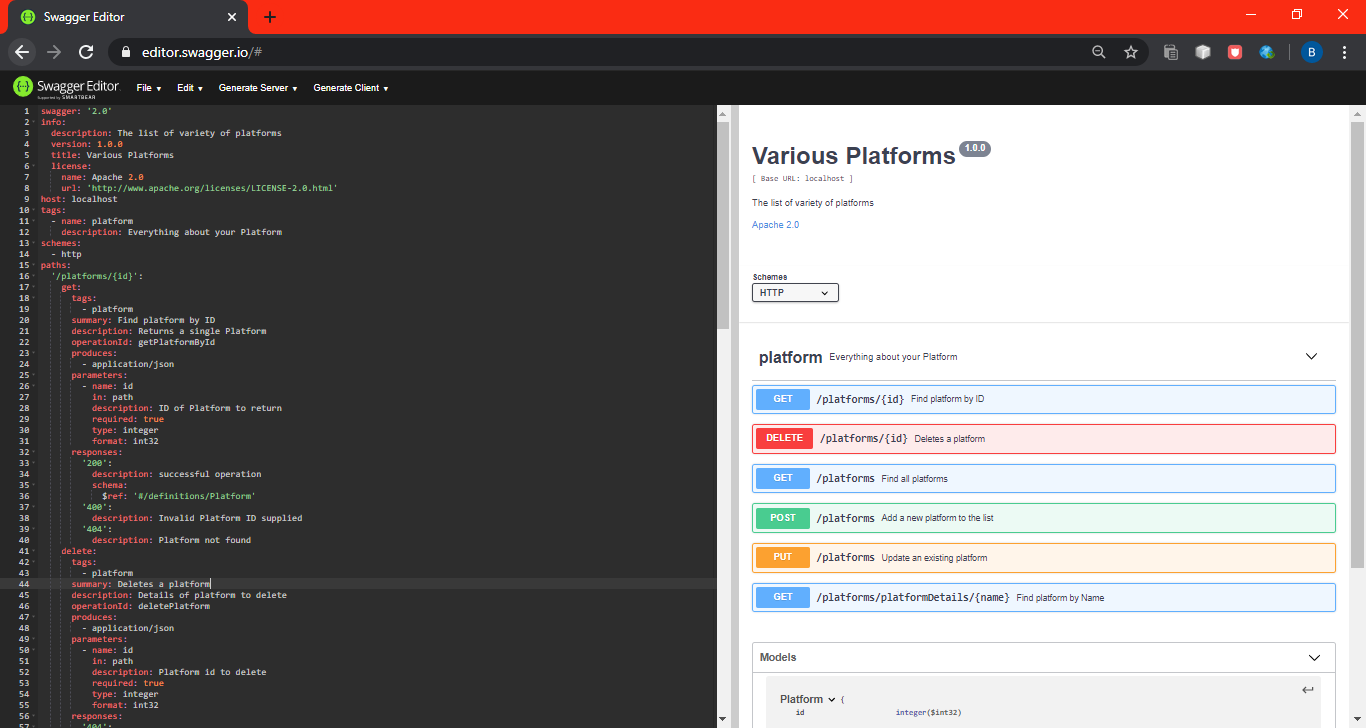 Swagger Editor
editor.swagger.io/#
B
Swagger Editor
Supported by SMARTBEAR
File Edit Generate Server Generate Client
1 swagger: '2.0'
2 info:
3 description: The list of variety of platforms
4 version: 1.0.0
5 title: Various Platforms
6 license:
7 name: Apache 2.0
8 url: 'http://www.apache.org/licenses/LICENSE-2.0.html'
9 host: localhost
10 tags:
11 - name: platform
12 description: Everything about your Platform
13 schemes:
14 - http
15 paths:
16 '/platforms/{id}':
17 get:
18 tags:
19 - platform
20 summary: Find platform by ID
21 description: Returns a single Platform
22 operationId: getPlatformById
23 produces:
24 - application/json
25 parameters:
26 - name: id
27 in: path
28 description: ID of Platform to return
29 required: true
30 type: integer
31 format: int32
32 responses:
33 '200':
34 description: successful operation
35 schema:
36 $ref: '#/definitions/Platform'
37 '400':
38 description: Invalid Platform ID supplied
39 '404':
40 description: Platform not found
41 delete:
42 tags:
43 - platform
44 summary: Deletes a platform
45 description: Details of platform to delete
46 operationId: deletePlatform
47 produces:
48 - application/json
49 parameters:
50 - name: id
51 in: path
52 description: Platform id to delete
53 required: true
54 type: integer
55 format: int32
56 responses:
57 '404':
Various Platforms 1.0.0
[ Base URL: localhost ]
The list of variety of platforms
Apache 2.0
Schemes
HTTP
platform Everything about your Platform
GET /platforms/{id} Find platform by ID
DELETE /platforms/{id} Deletes a platform
GET /platforms Find all platforms
POST /platforms Add a new platform to the list
PUT /platforms Update an existing platform
GET /platforms/platformDetails/{name} Find platform by Name
Models
Platform {
id integer($int32)